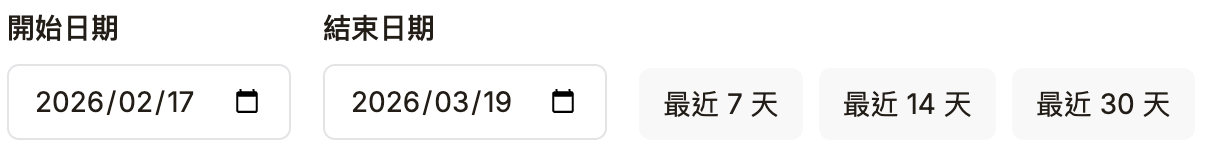 開始日期 結束日期
2026/02/17 2026/03/19 最近 7 天 最近 14 天 最近 30 天